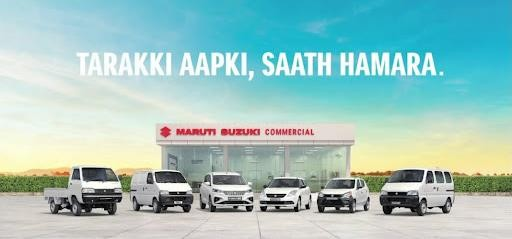 TARAKKI AAPKI, SAATH HAMARA.
MARUTI SUZUKI COMMERCIAL